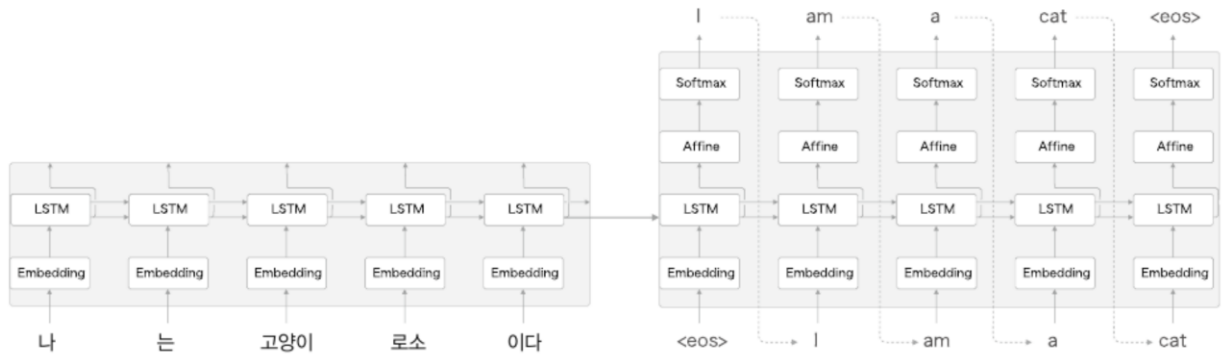 I am a cat <eos>
Softmax Softmax Softmax Softmax Softmax
Affine Affine Affine Affine Affine
LSTM LSTM LSTM LSTM LSTM LSTM LSTM LSTM LSTM LSTM
Embedding Embedding Embedding Embedding Embedding Embedding Embedding Embedding Embedding Embedding
나 는 고양이 로소 이다 <eos> I am a cat